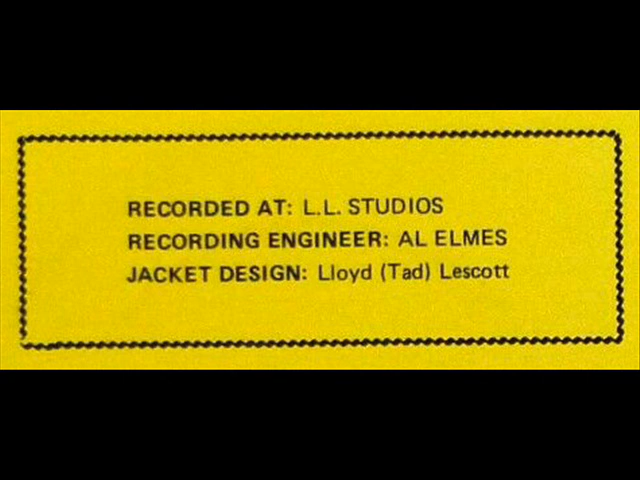 RECORDED AT: L.L. STUDIOS
RECORDING ENGINEER: AL ELMES
JACKET DESIGN: Lloyd (Tad) Lescott